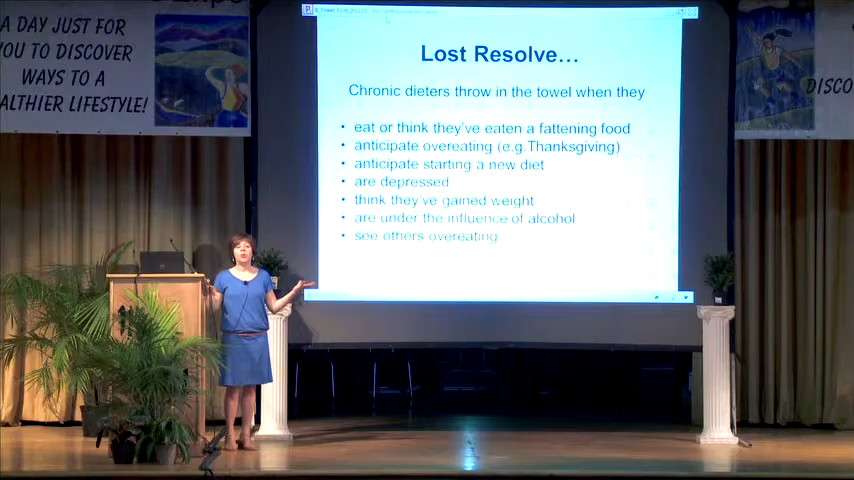 A DAY JUST FOR
YOU TO DISCOVER
WAYS TO A
ALTHIER LIFESTYLE!
Lost Resolve...
Chronic dieters throw in the towel when they
• eat or think they've eaten a fattening food
• anticipate overeating (e.g.Thanksgiving)
• anticipate starting a new diet
• are depressed
• think they've gained weight
• are under the influence of alcohol
• see others overeating
DISCO